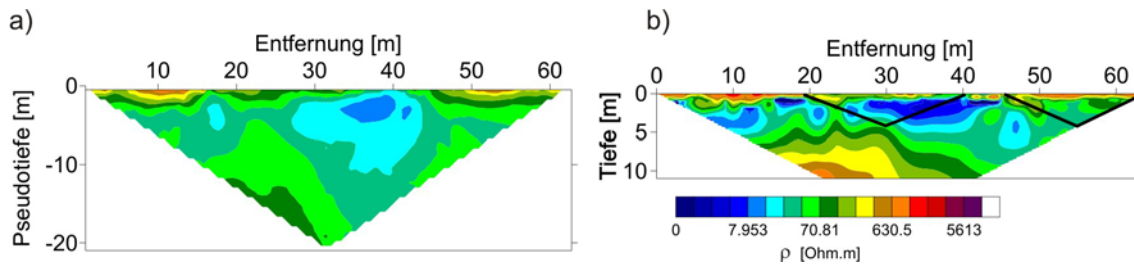 a)
Entfernung [m]
10 20 30 40 50 60
Pseudotiefe [m]
0
-10
-20
b)
Entfernung [m]
0 10 20 30 40 50 60
Tiefe [m]
0
5
10
0 7.953 70.81 630.5 5613
ρ [Ohm.m]